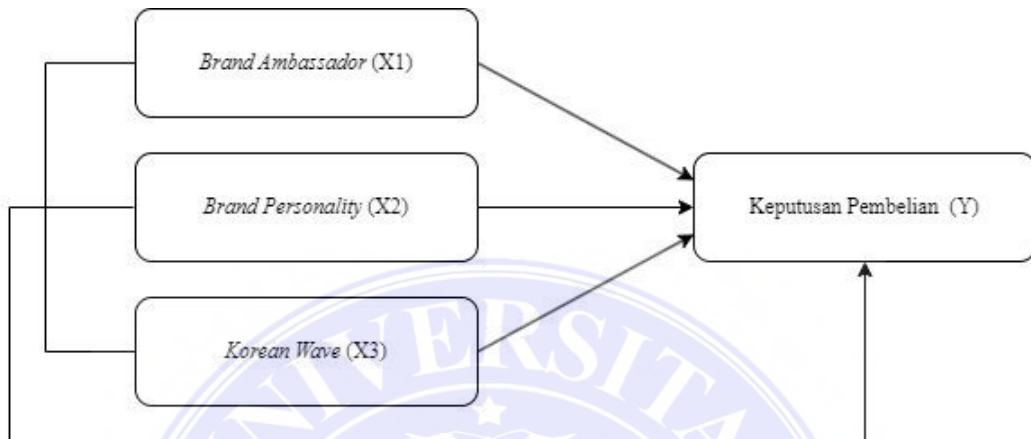 Brand Ambassador (X1)
Brand Personality (X2)
Keputusan Pembelian (Y)
Korean Wave (X3)